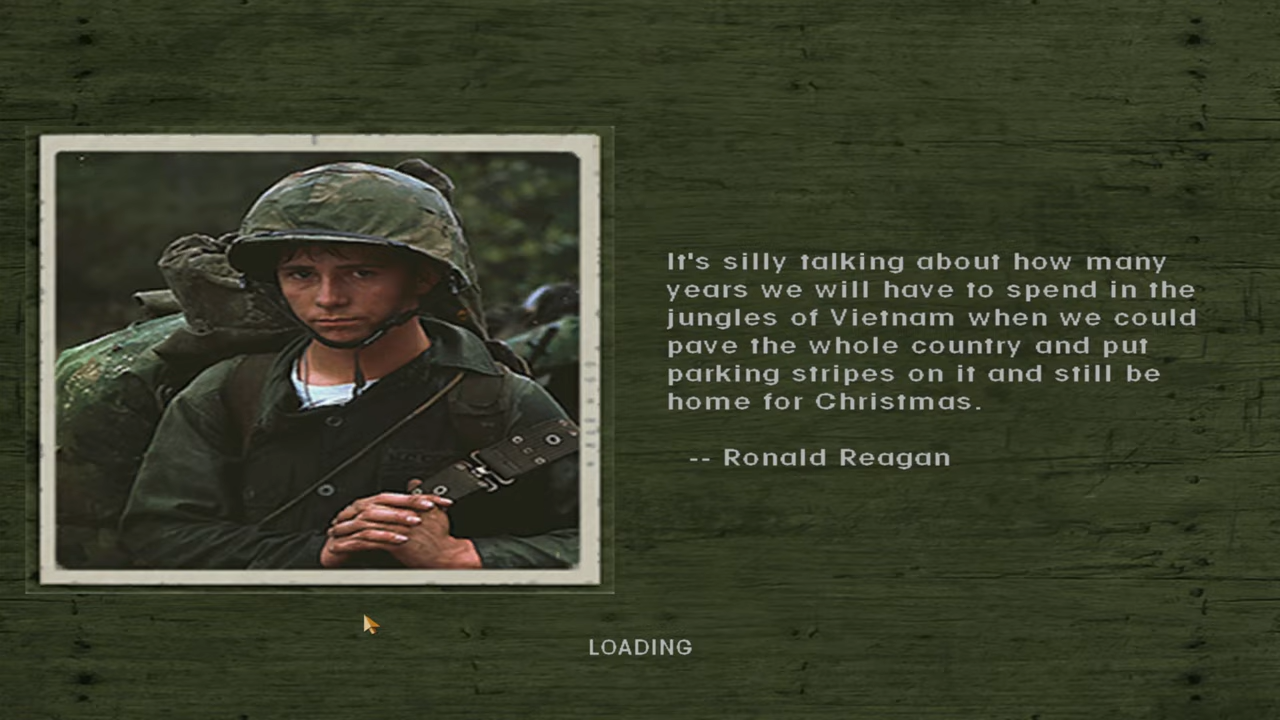 It's silly talking about how many
years we will have to spend in the
jungles of Vietnam when we could
pave the whole country and put
parking stripes on it and still be
home for Christmas.
-- Ronald Reagan
LOADING